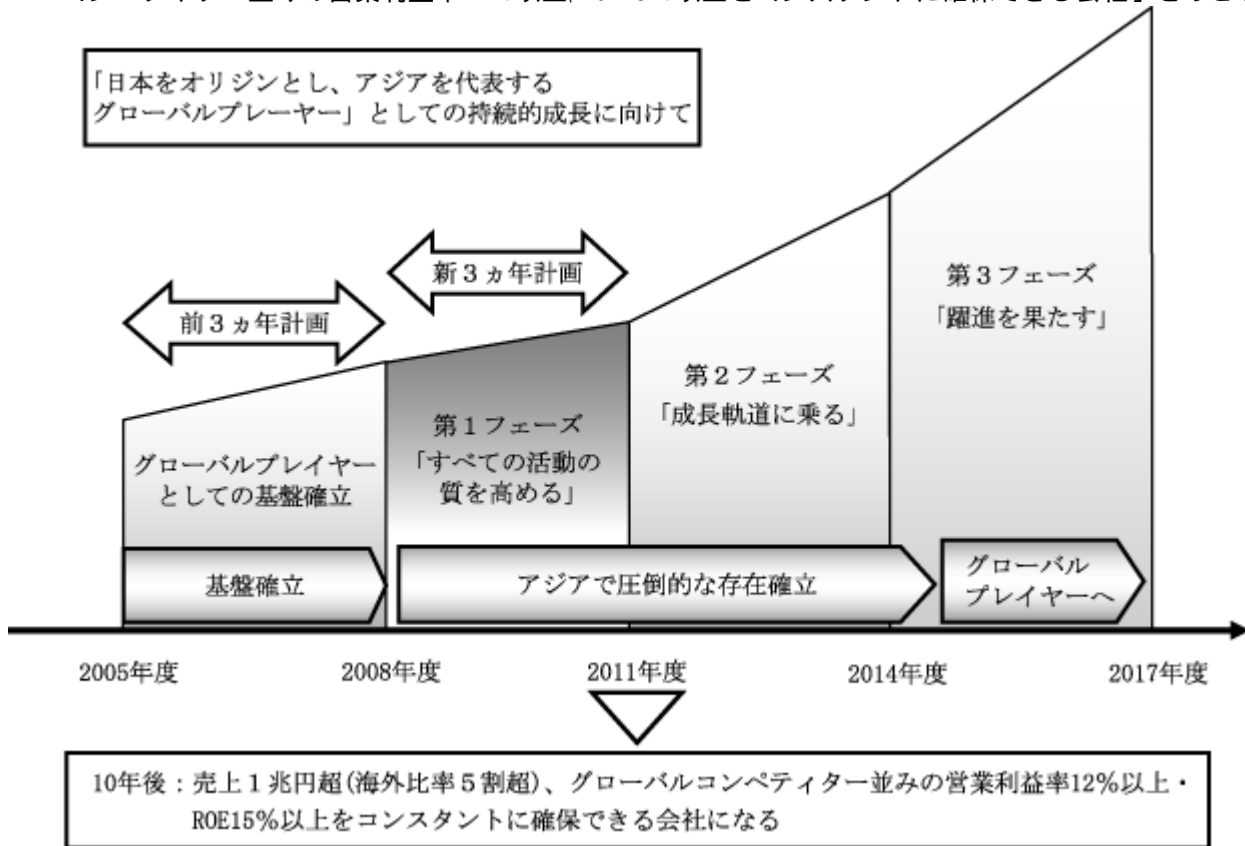 「日本をオリジンとし、アジアを代表する
グローバルプレーヤー」としての持続的成長に向けて
新３ヵ年計画
前３ヵ年計画
第３フェーズ
「躍進を果たす」
第２フェーズ
「成長軌道に乗る」
第１フェーズ
「すべての活動の
質を高める」
グローバルプレイヤー
としての基盤確立
基盤確立
アジアで圧倒的な存在確立
グローバル
プレイヤーへ
2005年度
2008年度
2011年度
2014年度
2017年度
10年後：売上１兆円超(海外比率５割超)、グローバルコンペティター並みの営業利益率12％以上・
ROE15％以上をコンスタントに確保できる会社になる